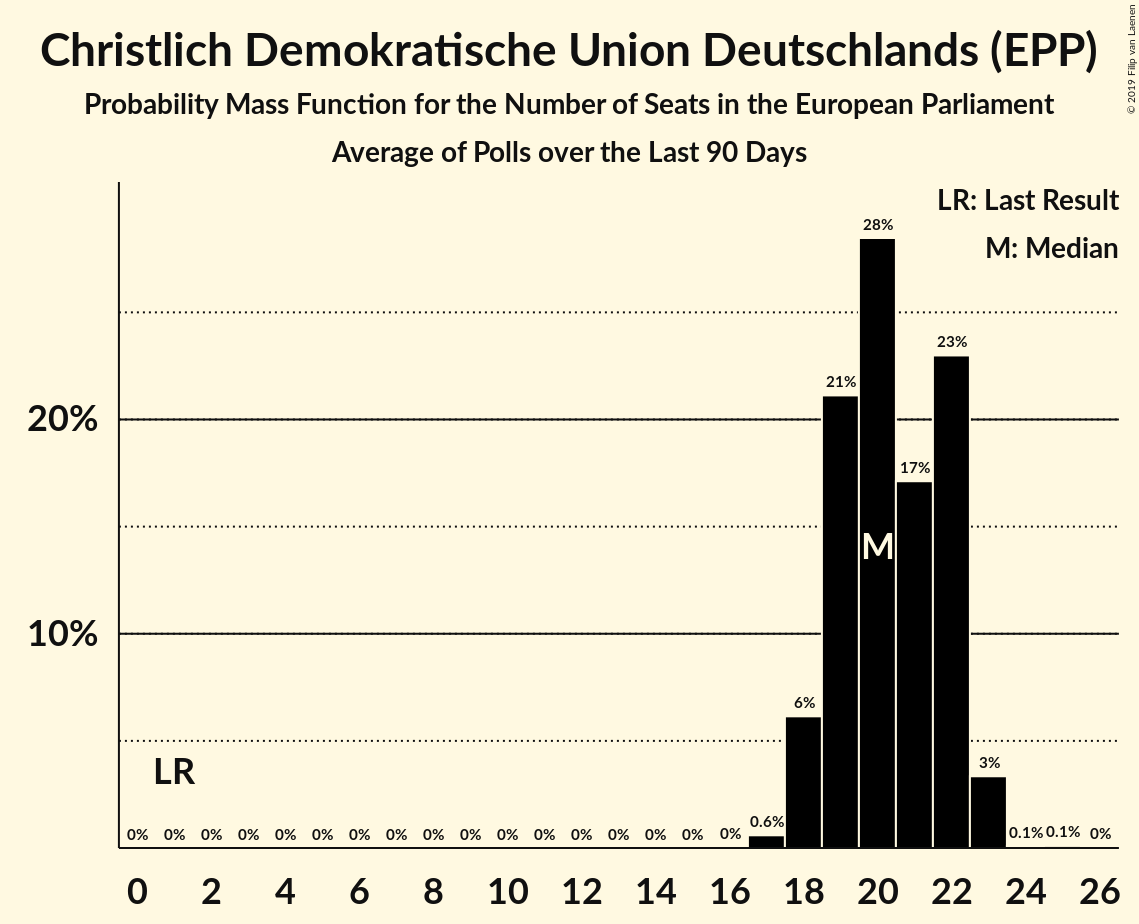 Christlich Demokratische Union Deutschlands (EPP)
Probability Mass Function for the Number of Seats in the European Parliament
Average of Polls over the Last 90 Days
© 2019 Filip van Laenen
LR: Last Result
M: Median
28%
23%
21%
20%
17%
M
10%
6%
LR
3%
0% 0% 0% 0% 0% 0% 0% 0% 0% 0% 0% 0% 0% 0% 0% 0% 0% 0.6% 0.1% 0.1% 0%
0 2 4 6 8 10 12 14 16 18 20 22 24 26